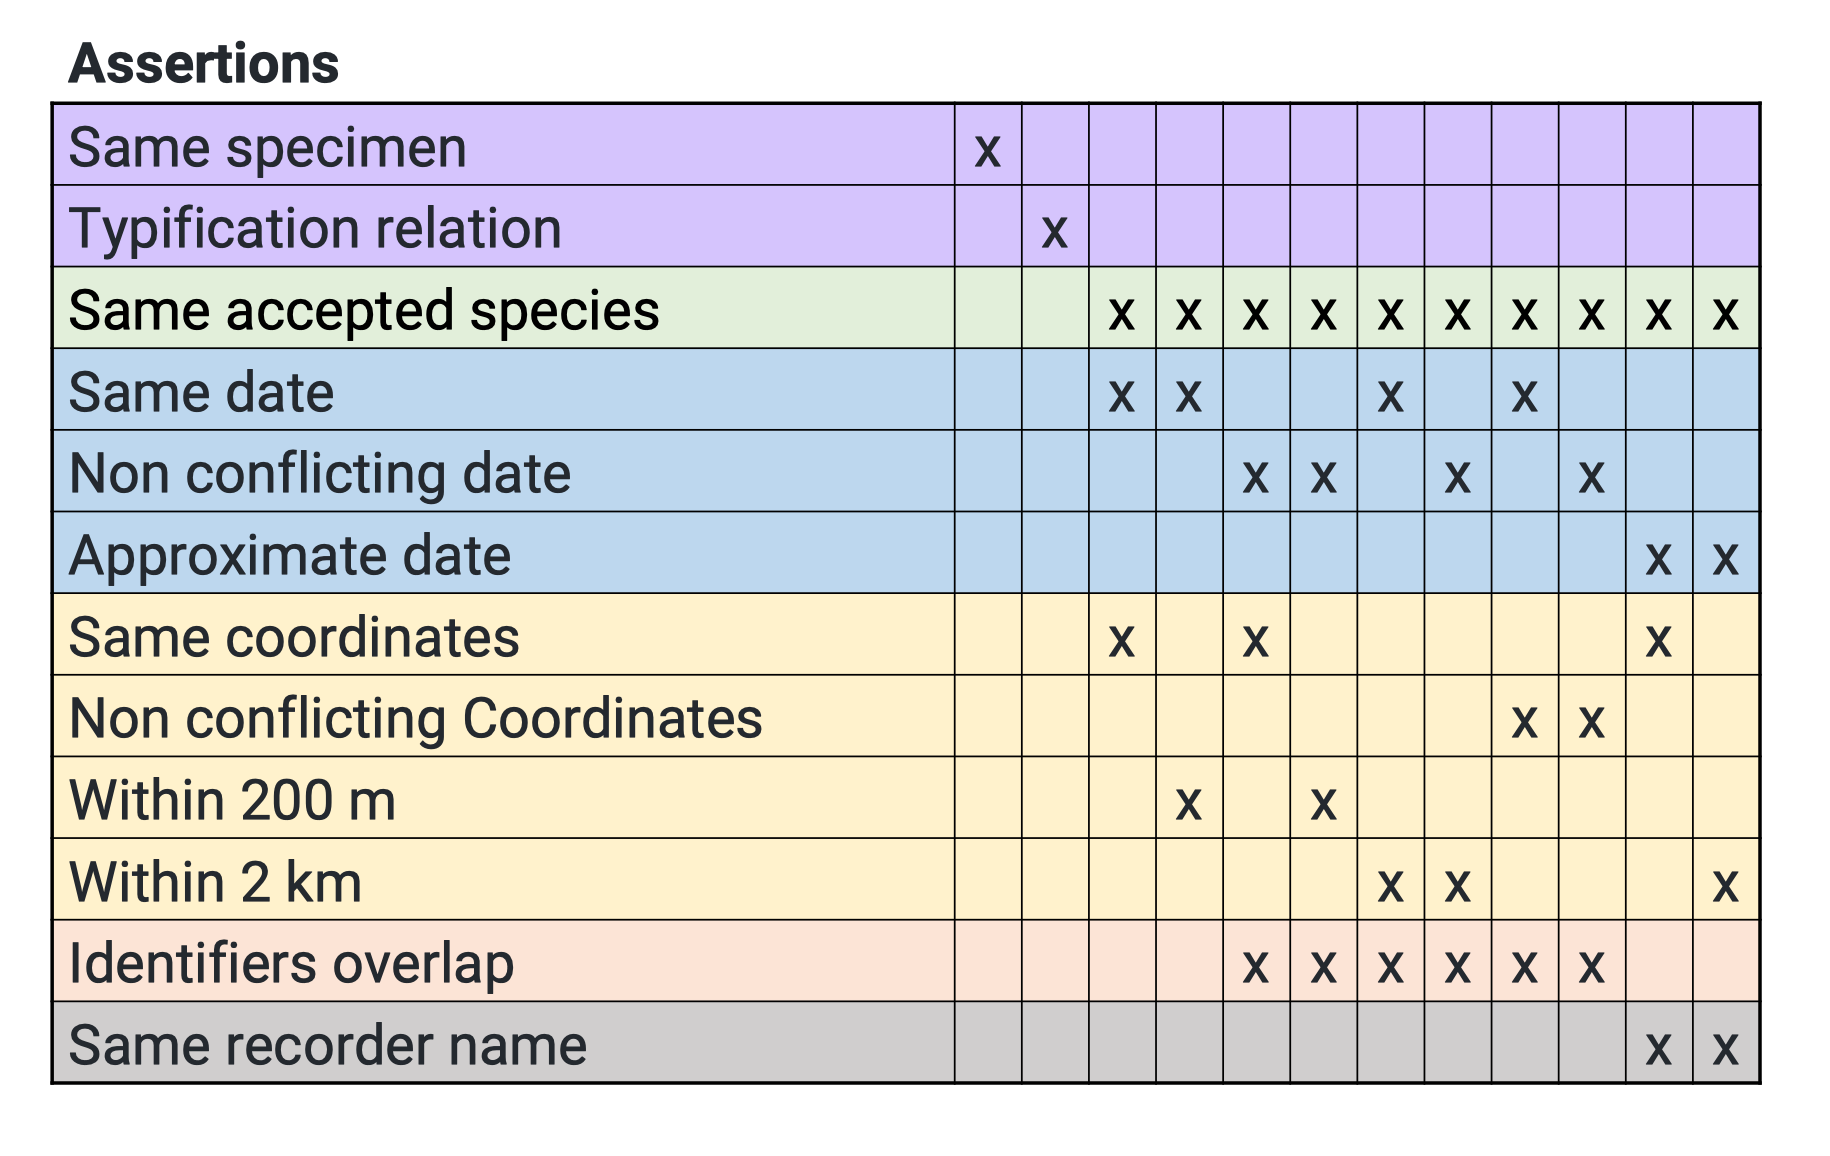 Assertions
Same specimen x
Typification relation x
Same accepted species x x x x x x x x x x
Same date x x x x
Non conflicting date x x x x
Approximate date x x
Same coordinates x x x
Non conflicting Coordinates x x
Within 200 m x x
Within 2 km x x x
Identifiers overlap x x x x x x
Same recorder name x x